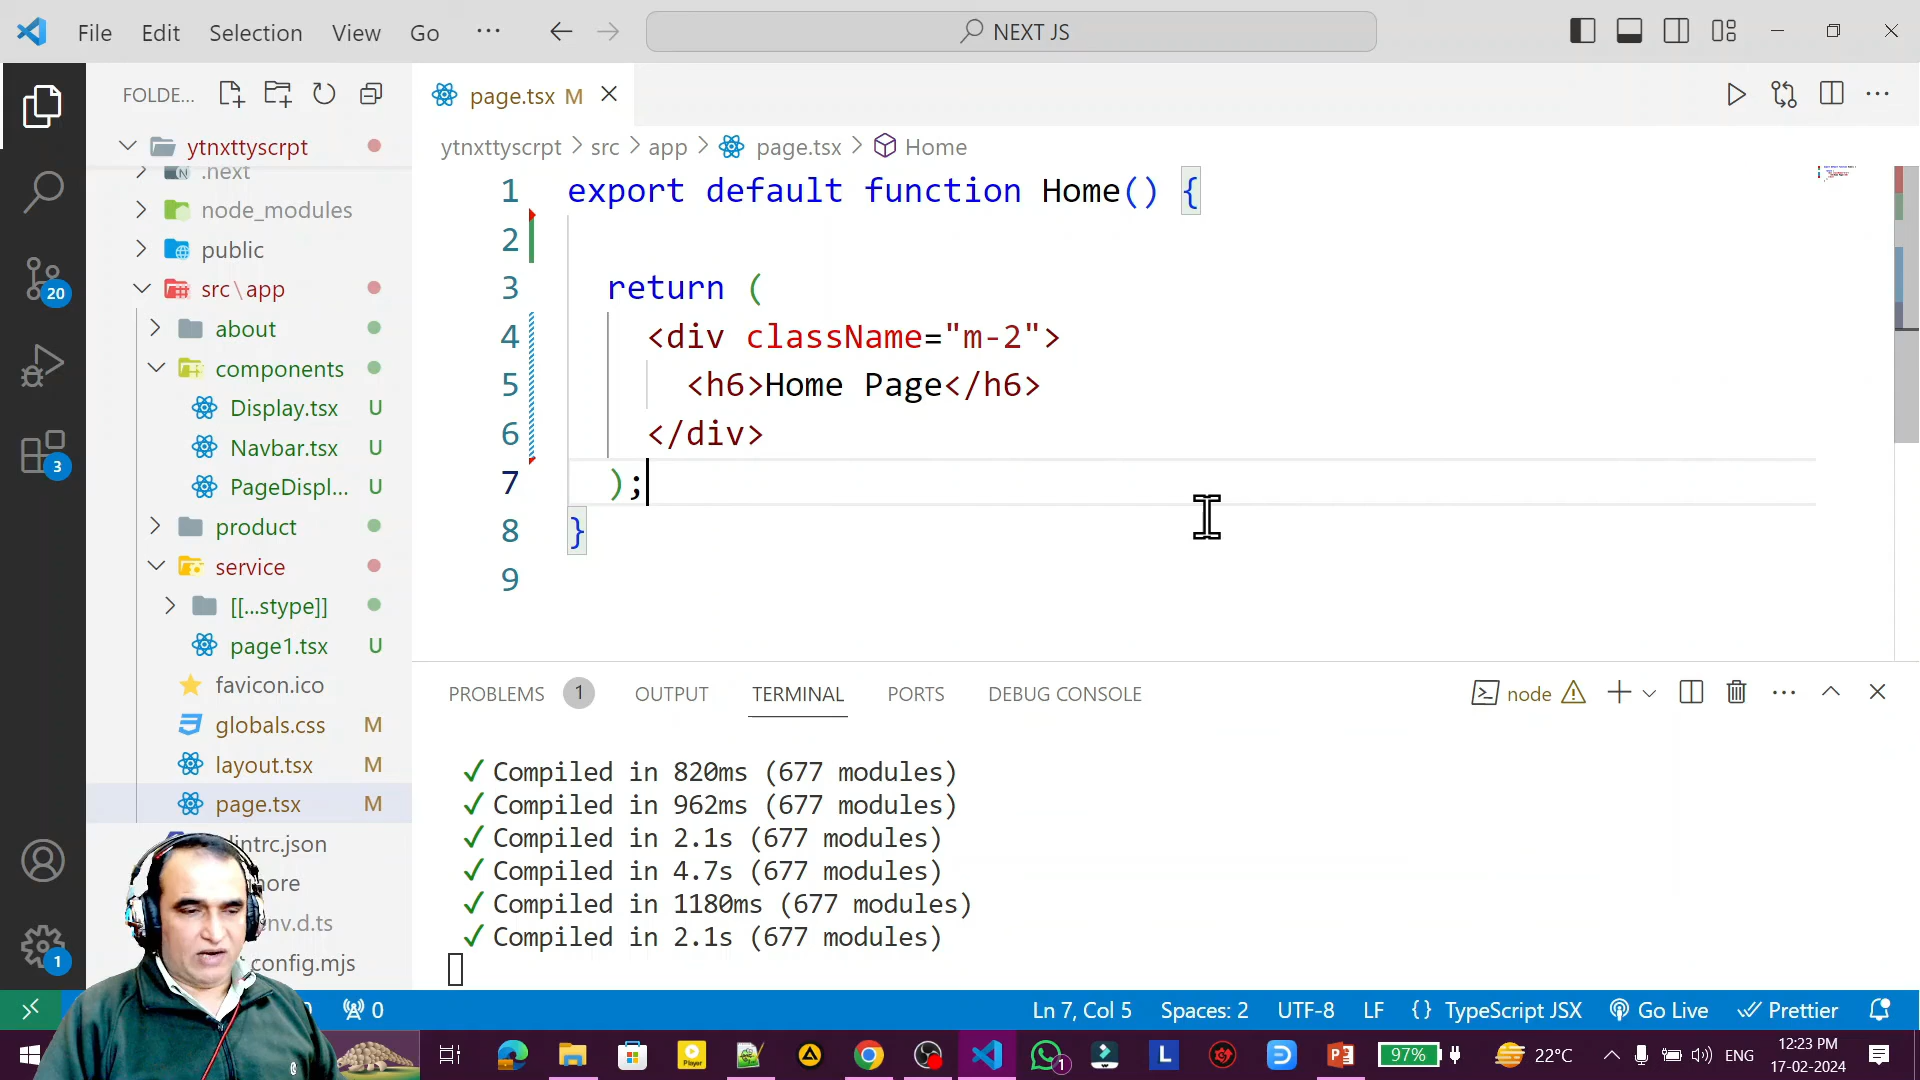 File Edit Selection View Go ··· NEXT JS
FOLDE...
ytnxttyscrpt
.next
node_modules
public
src\app
about
components
Display.tsx U
Navbar.tsx U
PageDispl... U
product
service
[[...stype]]
page1.tsx U
favicon.ico
globals.css M
layout.tsx M
page.tsx M
intrc.json
nore
nv.d.ts
config.mjs
20
3
1
page.tsx M
ytnxttyscrpt > src > app > page.tsx > Home
1 export default function Home() {
2
3 return (
4 <div className="m-2">
5 <h6>Home Page</h6>
6 </div>
7 );
8 }
9
PROBLEMS 1 OUTPUT TERMINAL PORTS DEBUG CONSOLE node
✓ Compiled in 820ms (677 modules)
✓ Compiled in 962ms (677 modules)
✓ Compiled in 2.1s (677 modules)
✓ Compiled in 4.7s (677 modules)
✓ Compiled in 1180ms (677 modules)
✓ Compiled in 2.1s (677 modules)
0 Ln 7, Col 5 Spaces: 2 UTF-8 LF {} TypeScript JSX Go Live Prettier
Player 1 L 97% 22°C ENG 12:23 PM
17-02-2024